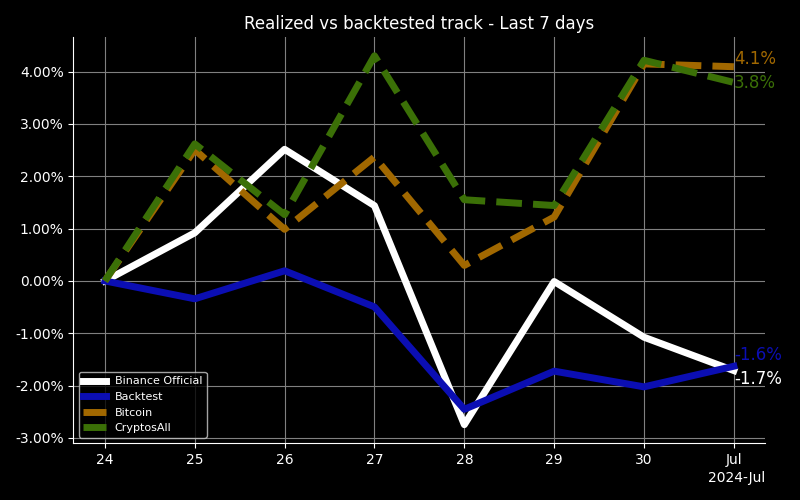 Realized vs backtested track - Last 7 days
4.00%
3.00%
2.00%
1.00%
0.00%
-1.00%
-2.00%
-3.00%
4.1%
3.8%
-1.6%
-1.7%
Binance Official
Backtest
Bitcoin
CryptosAll
24 25 26 27 28 29 30 Jul
2024-Jul